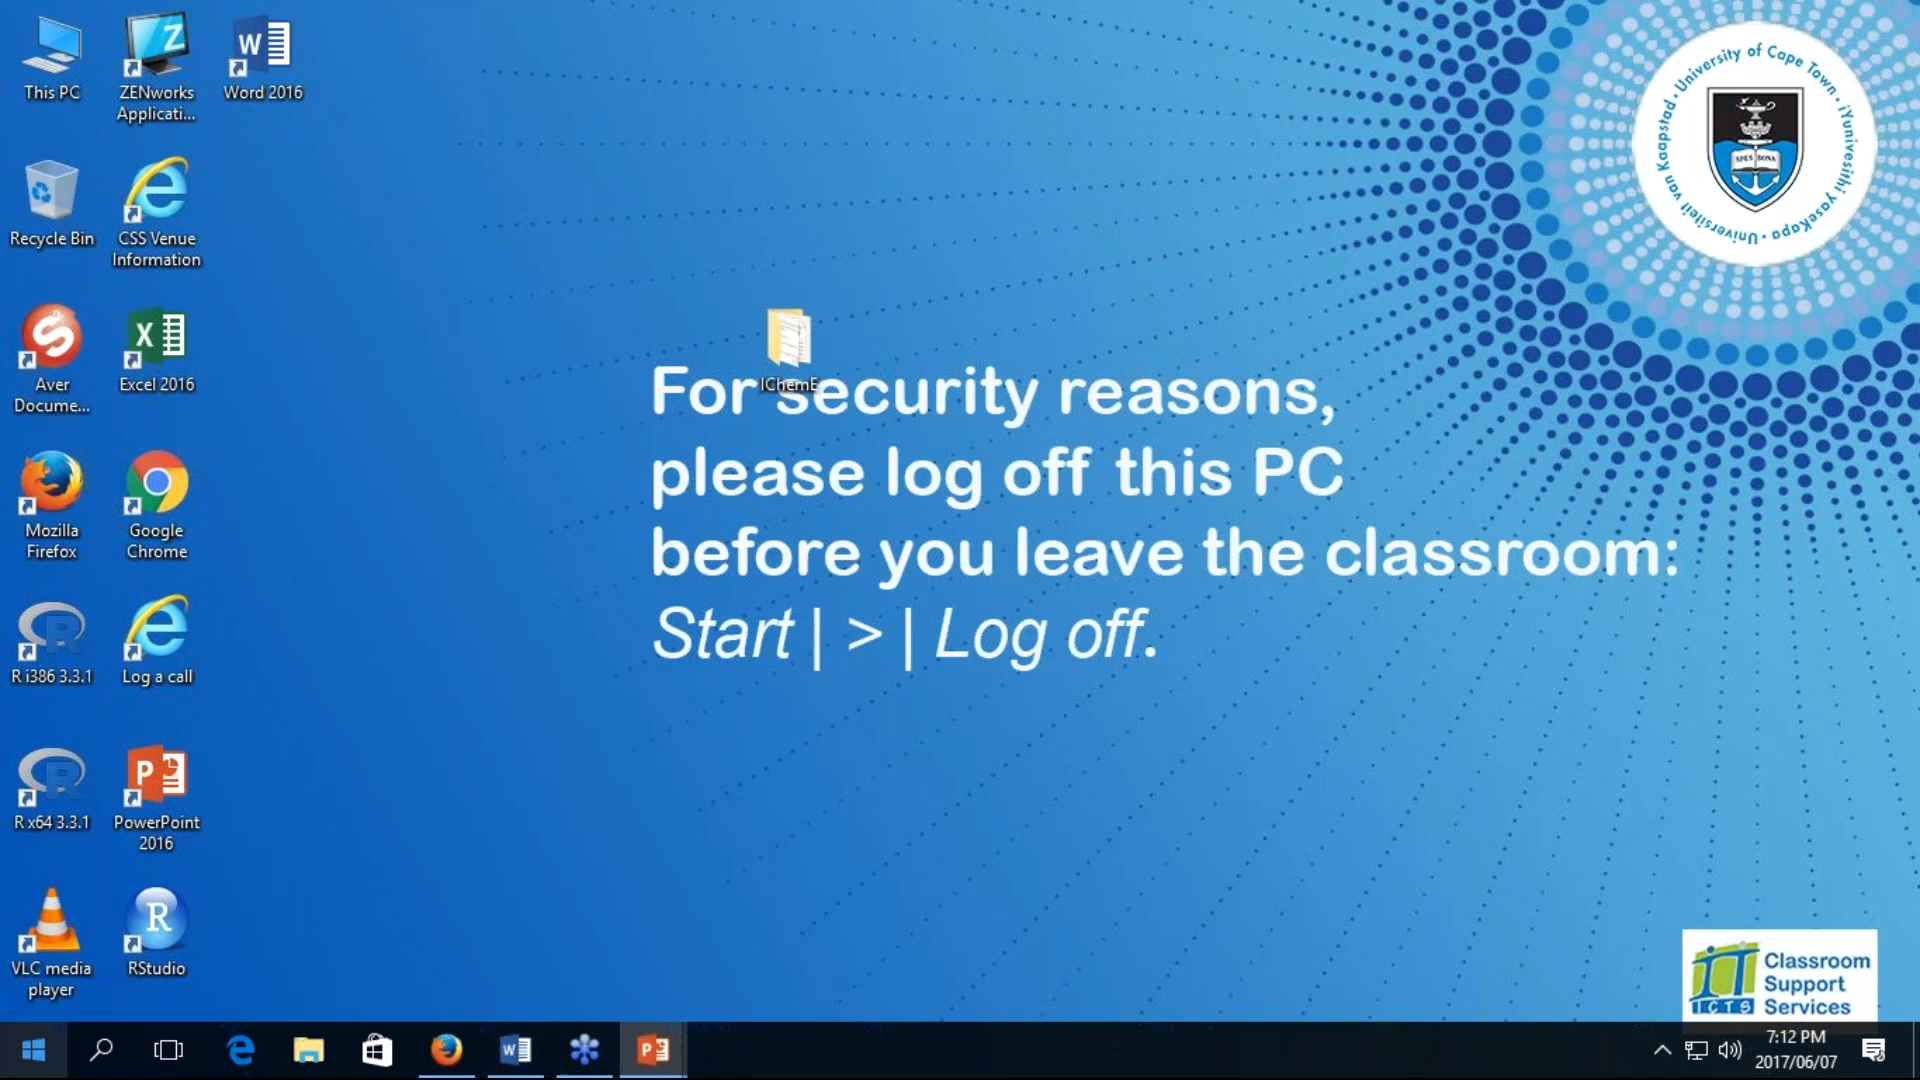 This PC
ZENworks
Applicati...
Word 2016
Recycle Bin
CSS Venue
Information
Aver
Docume...
Excel 2016
Mozilla
Firefox
Google
Chrome
R i386 3.3.1
Log a call
R x64 3.3.1
PowerPoint
2016
VLC media
player
RStudio
IChemE
For security reasons,
please log off this PC
before you leave the classroom:
Start | > | Log off.
University of Cape Town • iYunivesithi yaseKapa • Universiteit van Kaapstad •
SPES BONA
ICTS
Classroom
Support
Services
7:12 PM
2017/06/07